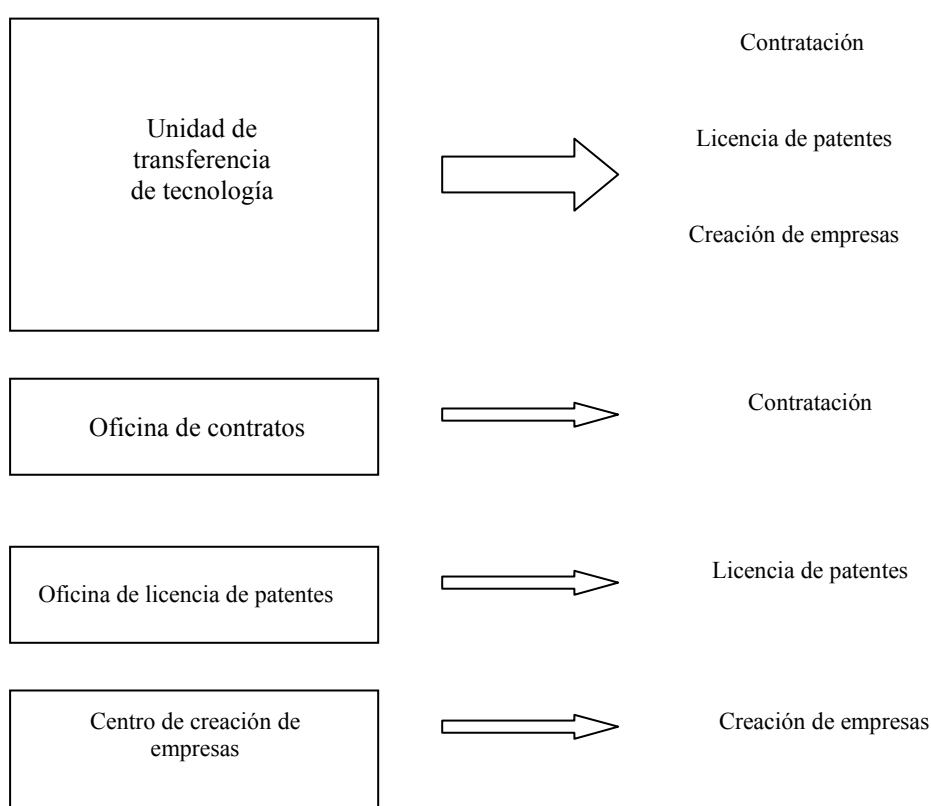 Unidad de
transferencia
de tecnología
Contratación
Licencia de patentes
Creación de empresas
Oficina de contratos
Contratación
Oficina de licencia de patentes
Licencia de patentes
Centro de creación de
empresas
Creación de empresas